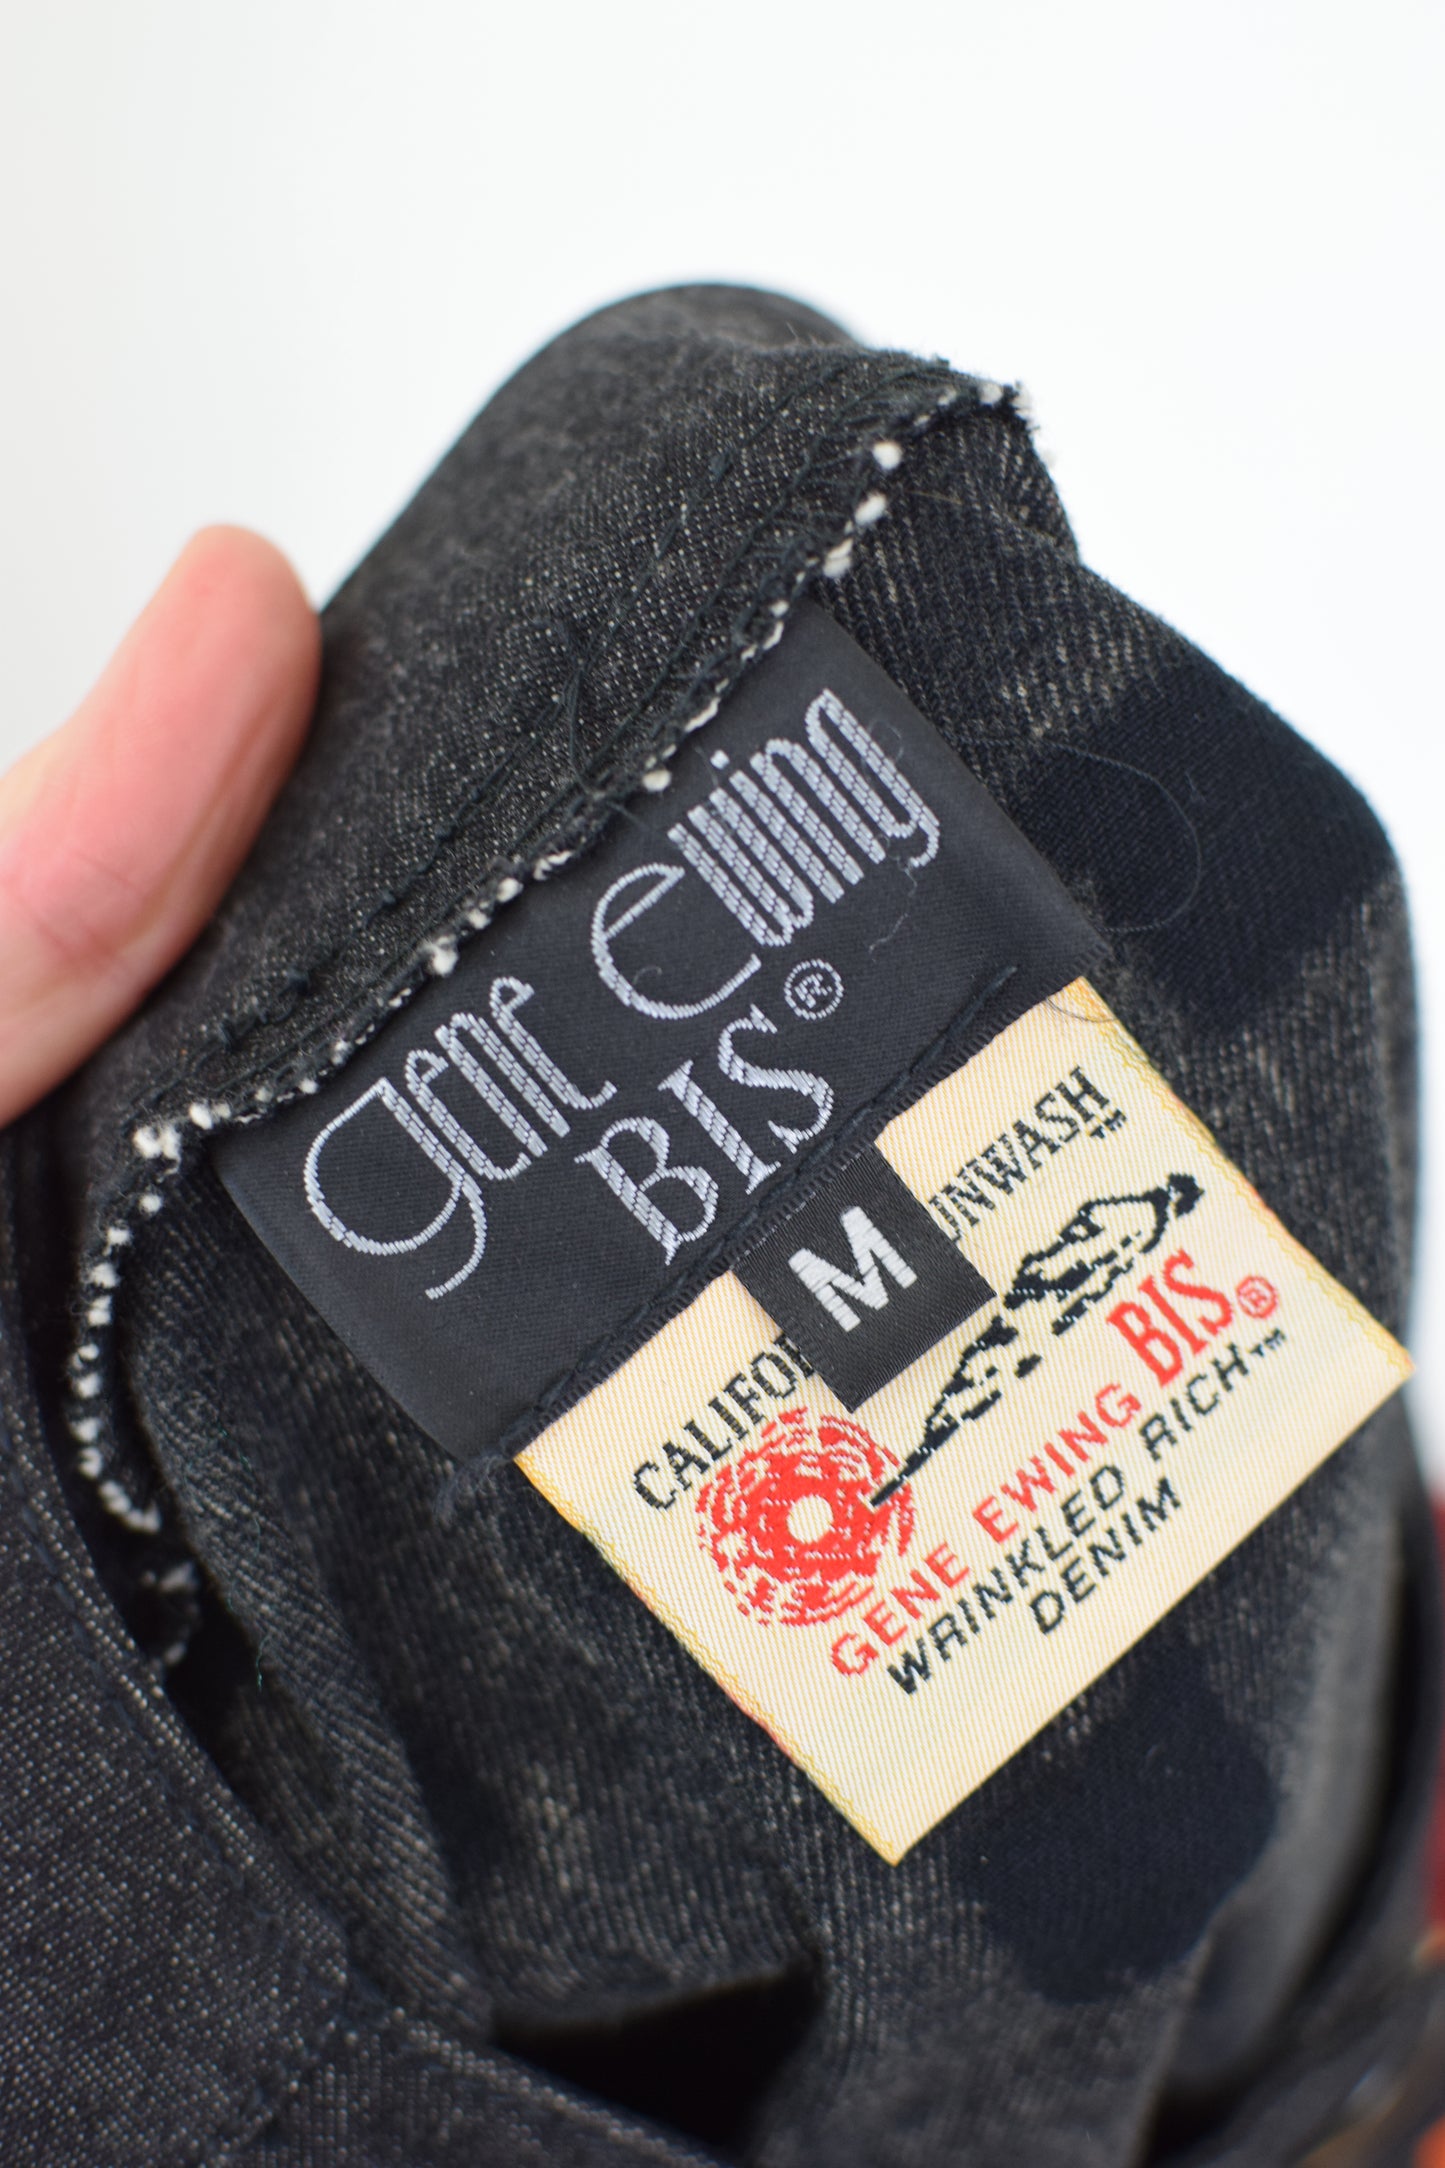 gene Ewing
BIS®
M
CALIFO UNWASH™
GENE EWING BIS®
WRINKLED RICH™
DENIM